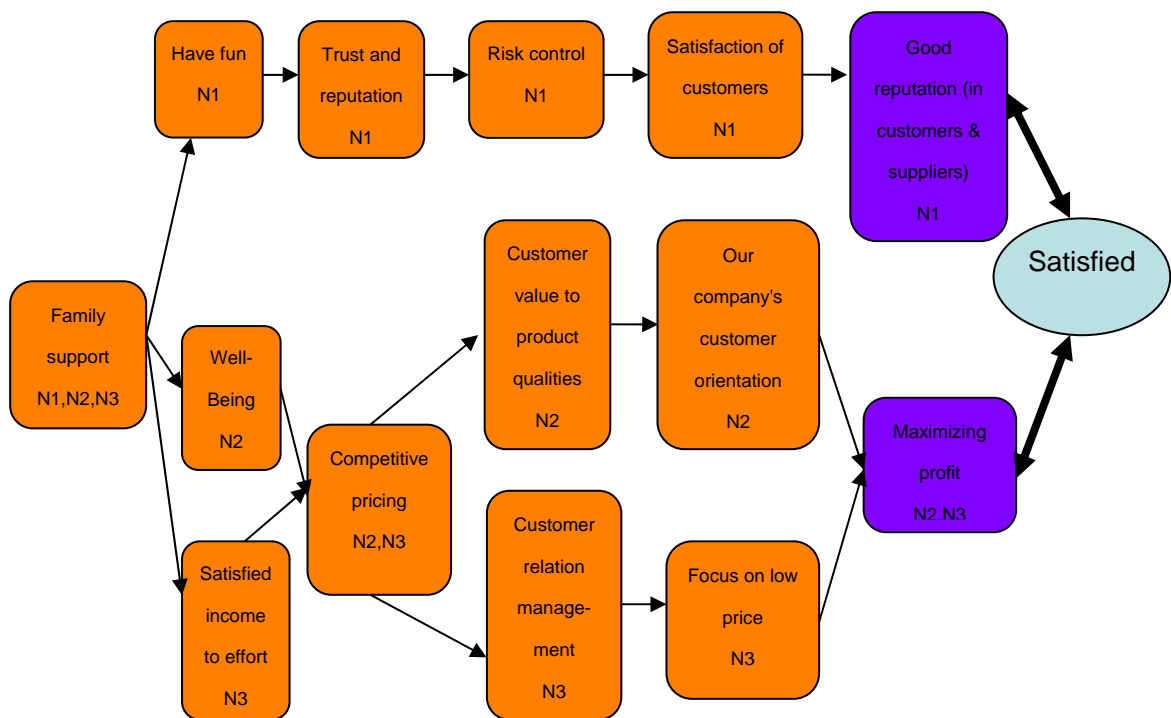 Have fun
N1
Trust and
reputation
N1
Risk control
N1
Satisfaction of
customers
N1
Good
reputation (in
customers &
suppliers)
N1
Satisfied
Family
support
N1,N2,N3
Well-
Being
N2
Satisfied
income
to effort
N3
Competitive
pricing
N2,N3
Customer
value to
product
qualities
N2
Our
company's
customer
orientation
N2
Customer
relation
manage-
ment
N3
Focus on low
price
N3
Maximizing
profit
N2,N3